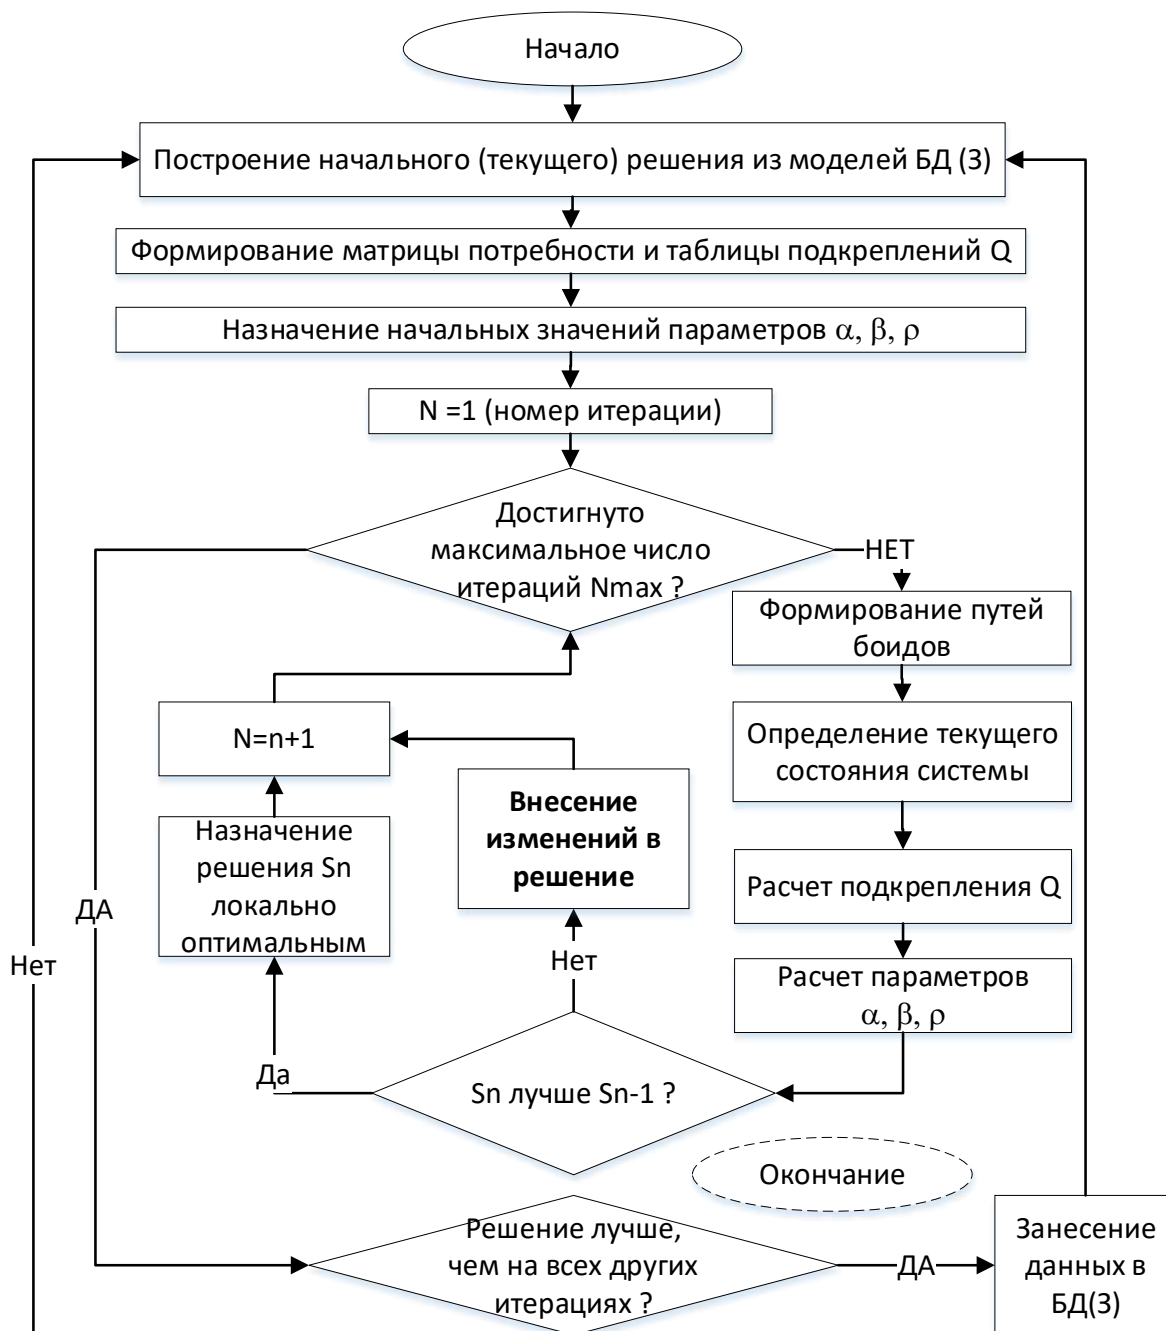 Начало
Построение начального (текущего) решения из моделей БД (3)
Формирование матрицы потребности и таблицы подкреплений Q
Назначение начальных значений параметров α, β, ρ
N =1 (номер итерации)
Достигнуто
максимальное число
итераций Nmax ?
НЕТ
Формирование путей
боидов
N=n+1
Определение текущего
состояния системы
Внесение
изменений в
решение
Назначение
решения Sn
локально
оптимальным
Расчет подкрепления Q
ДА
Нет
Нет
Расчет параметров
α, β, ρ
Да
Sn лучше Sn-1 ?
Окончание
Решение лучше,
чем на всех других
итерациях ?
ДА
Занесение
данных в
БД(3)